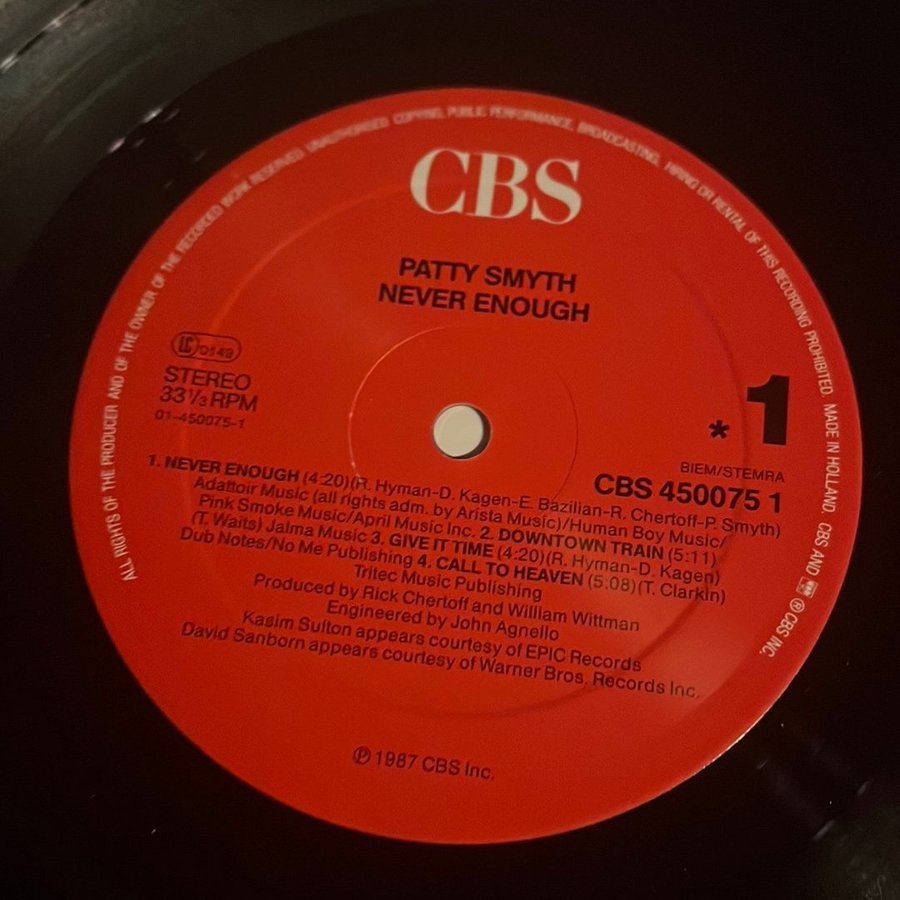 ALL RIGHTS OF THE PRODUCER AND OF THE OWNER OF THE RECORDED WORK RESERVED. UNAUTHORISED COPYING, PUBLIC PERFORMANCE, BROADCASTING, HIRING OR RENTAL OF THIS RECORDING PROHIBITED. MADE IN HOLLAND. CBS AND ℗ CBS INC.
CBS
PATTY SMYTH
NEVER ENOUGH
LC 0149
STEREO
33 1/3 RPM
01-450075-1
* 1
BIEM/STEMRA
CBS 450075 1
1. NEVER ENOUGH (4:20)(R. Hyman-D. Kagen-E. Bazilian-R. Chertoff-P. Smyth)
Adattoir Music (all rights adm. by Arista Music)/Human Boy Music/
Pink Smoke Music/April Music Inc. 2. DOWNTOWN TRAIN (5:11)
(T. Waits) Jalma Music 3. GIVE IT TIME (4:20)(R. Hyman-D. Kagen)
Dub Notes/No Me Publishing 4. CALL TO HEAVEN (5:08)(T. Clarkin)
Tritec Music Publishing
Produced by Rick Chertoff and William Wittman
Engineered by John Agnello
Kasim Sulton appears courtesy of EPIC Records
David Sanborn appears courtesy of Warner Bros. Records Inc.
℗ 1987 CBS Inc.